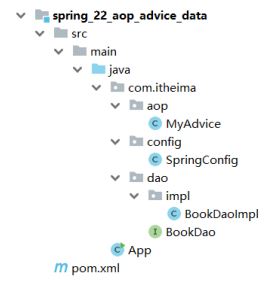 spring_22_aop_advice_data
src
main
java
com.itheima
aop
C MyAdvice
config
C SpringConfig
dao
impl
C BookDaoImpl
I BookDao
C App
m pom.xml